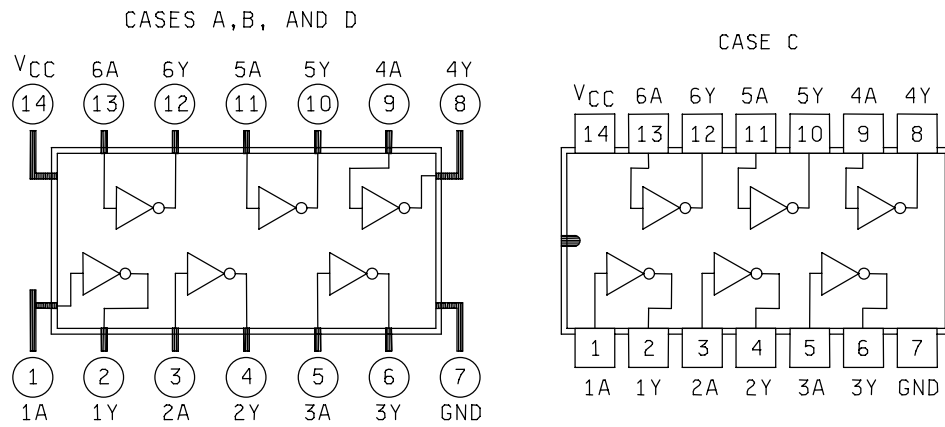 CASES A,B, AND D
VCC 6A 6Y 5A 5Y 4A 4Y
14 13 12 11 10 9 8
1 2 3 4 5 6 7
1A 1Y 2A 2Y 3A 3Y GND
CASE C
VCC 6A 6Y 5A 5Y 4A 4Y
14 13 12 11 10 9 8
1 2 3 4 5 6 7
1A 1Y 2A 2Y 3A 3Y GND